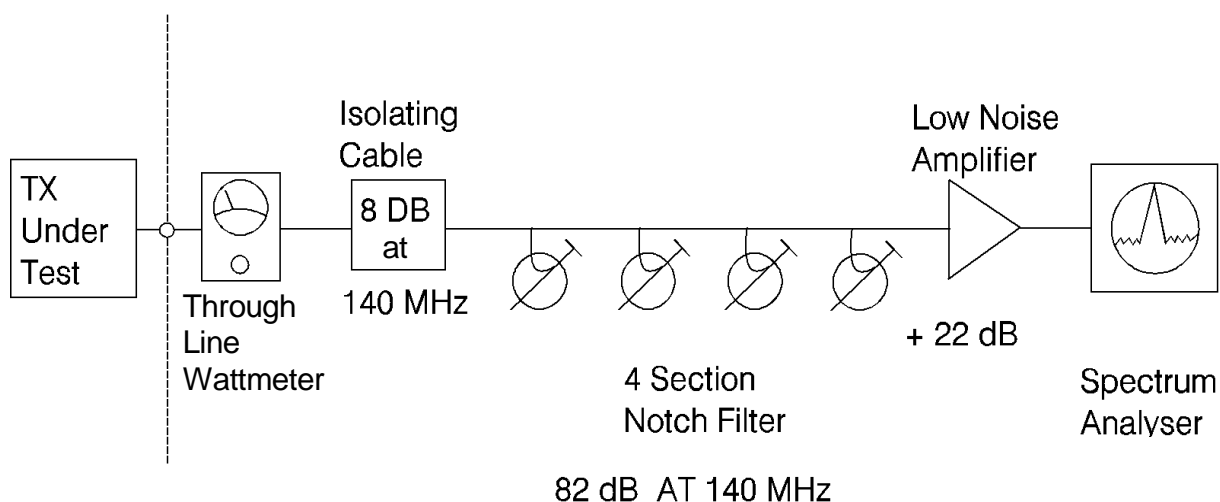 TX
Under
Test
Through
Line
Wattmeter
Isolating
Cable
8 DB
at
140 MHz
4 Section
Notch Filter
82 dB AT 140 MHz
Low Noise
Amplifier
+ 22 dB
Spectrum
Analyser